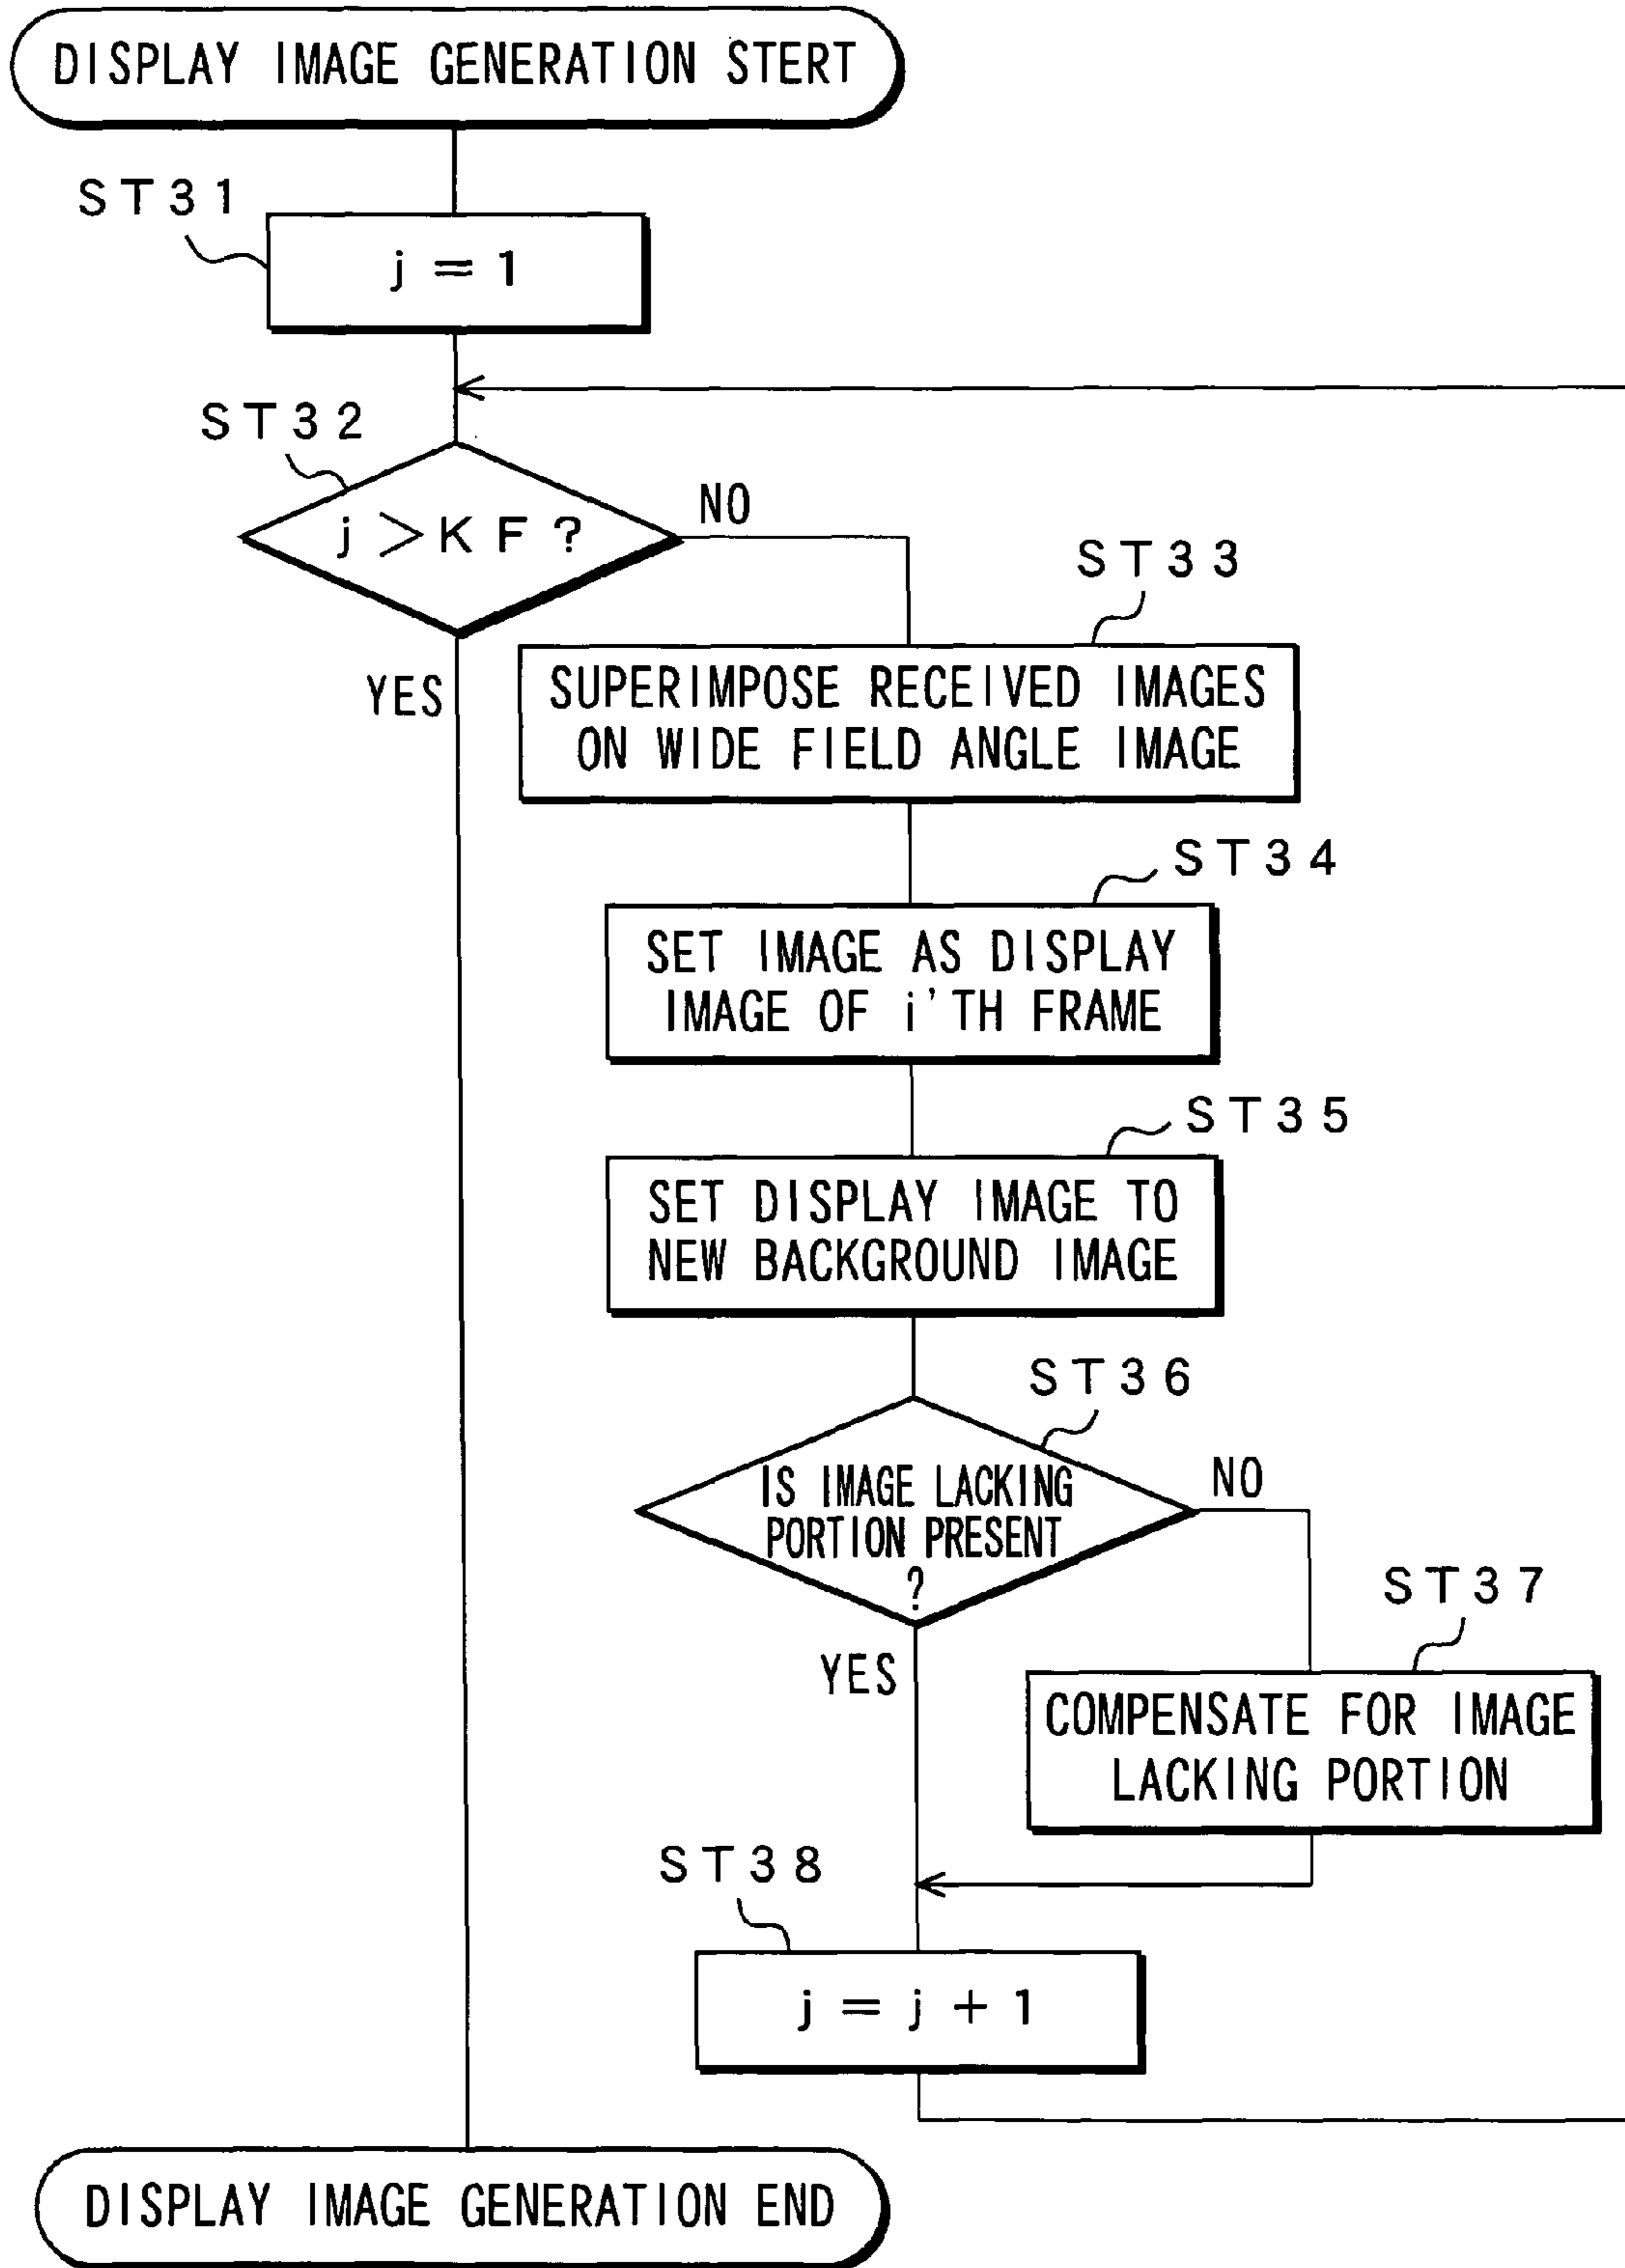 DISPLAY IMAGE GENERATION STERT
ST31
j = 1
ST32
j > K F ?
NO
YES
ST33
SUPERIMPOSE RECEIVED IMAGES
ON WIDE FIELD ANGLE IMAGE
ST34
SET IMAGE AS DISPLAY
IMAGE OF i'TH FRAME
ST35
SET DISPLAY IMAGE TO
NEW BACKGROUND IMAGE
ST36
IS IMAGE LACKING
PORTION PRESENT
?
NO
YES
ST37
COMPENSATE FOR IMAGE
LACKING PORTION
ST38
j = j + 1
DISPLAY IMAGE GENERATION END